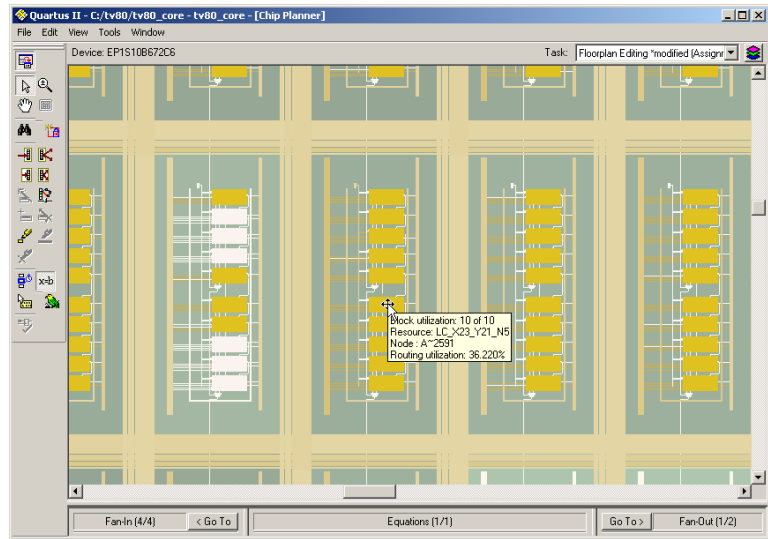 Quartus II - C:/tv80/tv80_core - tv80_core - [Chip Planner]
File Edit View Tools Window
Device: EP1S10B672C6
Task: Floorplan Editing *modified (Assignr
x=b
Block utilization: 10 of 10
Resource: LC_X23_Y21_N5
Node : A~2591
Routing utilization: 36.220%
Fan-In (4/4) < Go To Equations (1/1) Go To > Fan-Out (1/2)